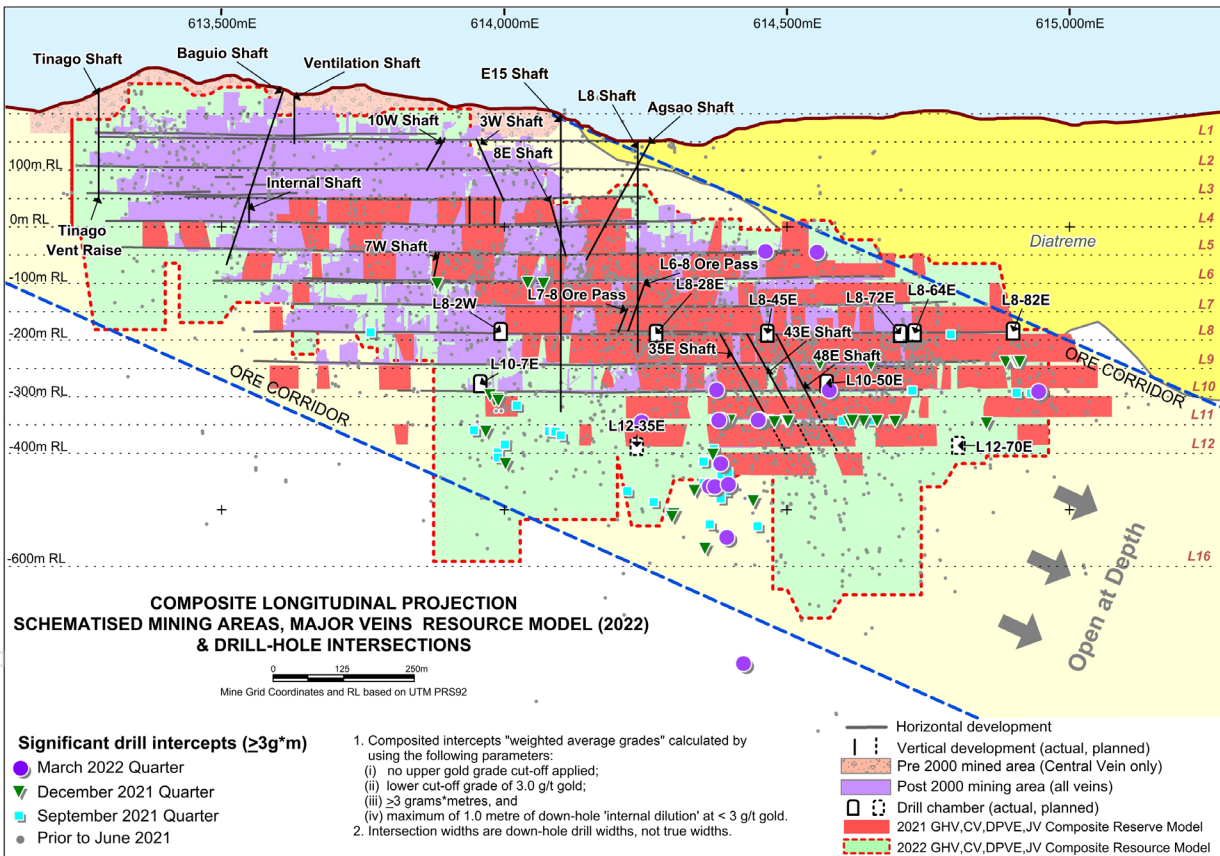 613,500mE
614,000mE
614,500mE
615,000mE
Tinago Shaft
Baguio Shaft
Ventilation Shaft
E15 Shaft
L8 Shaft
Agsao Shaft
10W Shaft
3W Shaft
8E Shaft
L1
100m RL
L2
Internal Shaft
L3
0m RL
L4
Tinago
Vent Raise
7W Shaft
Diatreme
L5
L6-8 Ore Pass
-100m RL
L6
L7-8 Ore Pass
L8-28E
L8-2W
L8-45E
L8-72E
L8-64E
L8-82E
L7
-200m RL
43E Shaft
L8
35E Shaft
48E Shaft
L9
ORE CORRIDOR
ORE CORRIDOR
L10-7E
L10-50E
-300m RL
L10
L11
L12-35E
L12-70E
-400m RL
L12
-600m RL
L16
Open at Depth
COMPOSITE LONGITUDINAL PROJECTION
SCHEMATISED MINING AREAS, MAJOR VEINS RESOURCE MODEL (2022)
& DRILL-HOLE INTERSECTIONS
0 125 250m
Mine Grid Coordinates and RL based on UTM PRS92
Significant drill intercepts (≥3g*m)
March 2022 Quarter
December 2021 Quarter
September 2021 Quarter
Prior to June 2021
1. Composited intercepts "weighted average grades" calculated by
using the following parameters:
(i) no upper gold grade cut-off applied;
(ii) lower cut-off grade of 3.0 g/t gold;
(iii) ≥3 grams*metres, and
(iv) maximum of 1.0 metre of down-hole 'internal dilution' at < 3 g/t gold.
2. Intersection widths are down-hole drill widths, not true widths.
Horizontal development
Vertical development (actual, planned)
Pre 2000 mined area (Central Vein only)
Post 2000 mining area (all veins)
Drill chamber (actual, planned)
2021 GHV,CV,DPVE,JV Composite Reserve Model
2022 GHV,CV,DPVE,JV Composite Resource Model